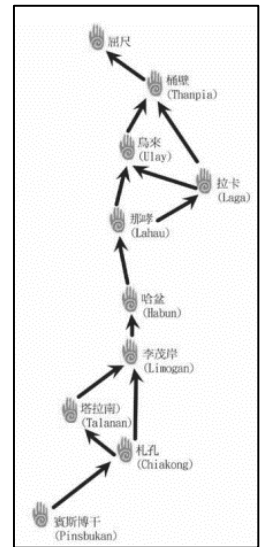 屈尺
桶壁
(Thanpia)
烏來
(Ulay)
拉卡
(Laga)
那哮
(Lahau)
哈盆
(Habun)
李茂岸
(Limogan)
塔拉南)
(Talanan)
札孔
(Chiakong)
賓斯博干
(Pinsbukan)